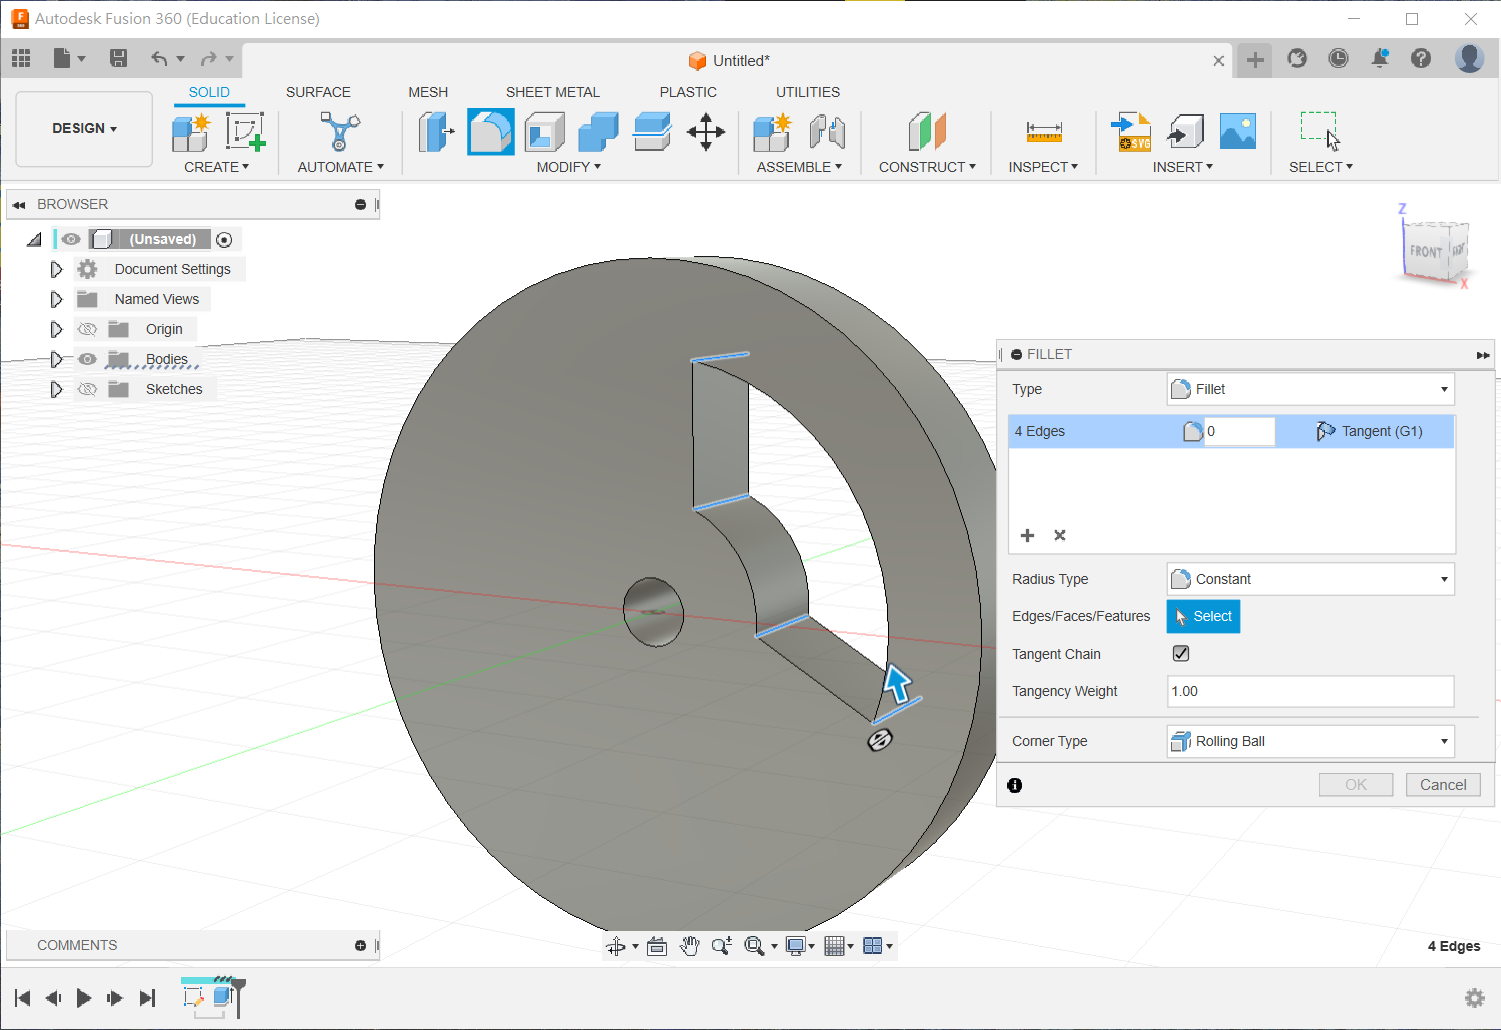 Autodesk Fusion 360 (Education License)
Untitled*
SOLID SURFACE MESH SHEET METAL PLASTIC UTILITIES
DESIGN
SVG
CREATE AUTOMATE MODIFY ASSEMBLE CONSTRUCT INSPECT INSERT SELECT
BROWSER
(Unsaved)
Document Settings
Named Views
Origin
Bodies
Sketches
Z
FRONT
X
FILLET
Type Fillet
4 Edges 0 Tangent (G1)
Radius Type Constant
Edges/Faces/Features Select
Tangent Chain
Tangency Weight 1.00
Corner Type Rolling Ball
OK Cancel
COMMENTS
4 Edges